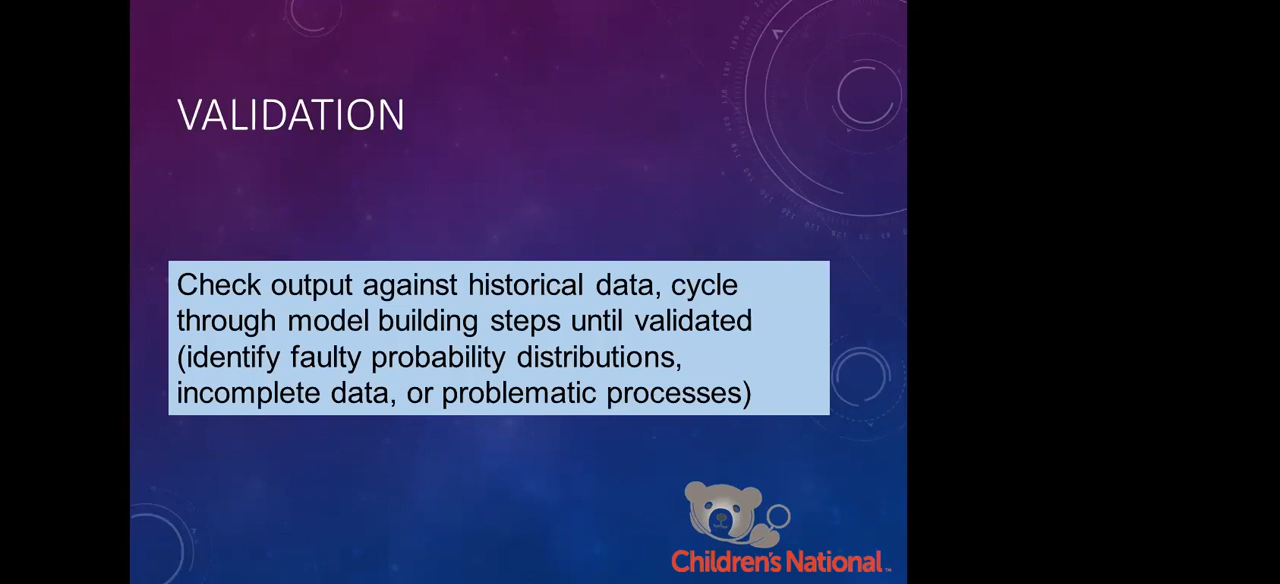 VALIDATION
Check output against historical data, cycle
through model building steps until validated
(identify faulty probability distributions,
incomplete data, or problematic processes)
Children's National ™